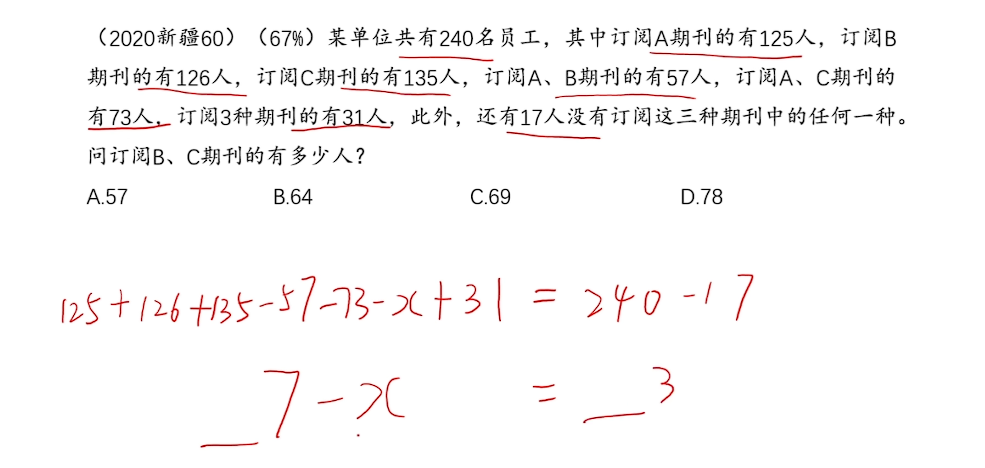 （2020新疆60）（67%）某单位共有240名员工，其中订阅A期刊的有125人，订阅B
期刊的有126人，订阅C期刊的有135人，订阅A、B期刊的有57人，订阅A、C期刊的
有73人，订阅3种期刊的有31人，此外，还有17人没有订阅这三种期刊中的任何一种。
问订阅B、C期刊的有多少人？
A.57 B.64 C.69 D.78
125+126+135-57-73-x+31 = 240-17
_7-x = _3